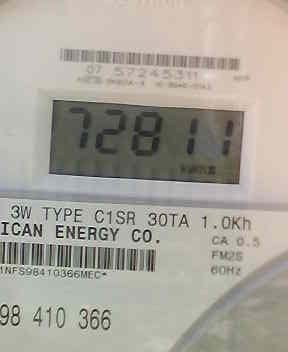 07 57245311
72811
3W TYPE C1SR 30TA 1.0Kh
ICAN ENERGY CO.
CA 0.5
FM2S
60Hz
1NFS98410366MEC*
98 410 366